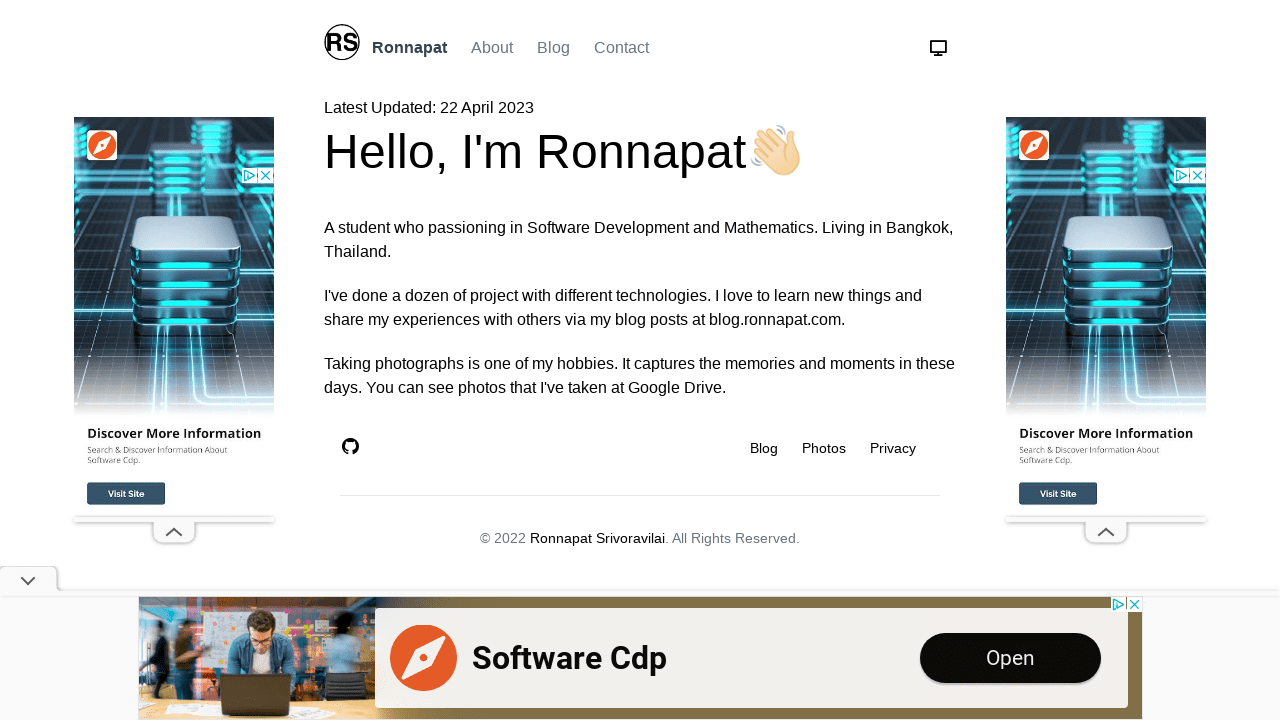 RS Ronnapat About Blog Contact
Latest Updated: 22 April 2023
Hello, I'm Ronnapat
A student who passioning in Software Development and Mathematics. Living in Bangkok,
Thailand.
I've done a dozen of project with different technologies. I love to learn new things and
share my experiences with others via my blog posts at blog.ronnapat.com.
Taking photographs is one of my hobbies. It captures the memories and moments in these
days. You can see photos that I've taken at Google Drive.
Blog Photos Privacy
© 2022 Ronnapat Srivoravilai. All Rights Reserved.
Discover More Information
Search & Discover Information About
Software Cdp.
Visit Site
Discover More Information
Search & Discover Information About
Software Cdp.
Visit Site
Software Cdp
Open